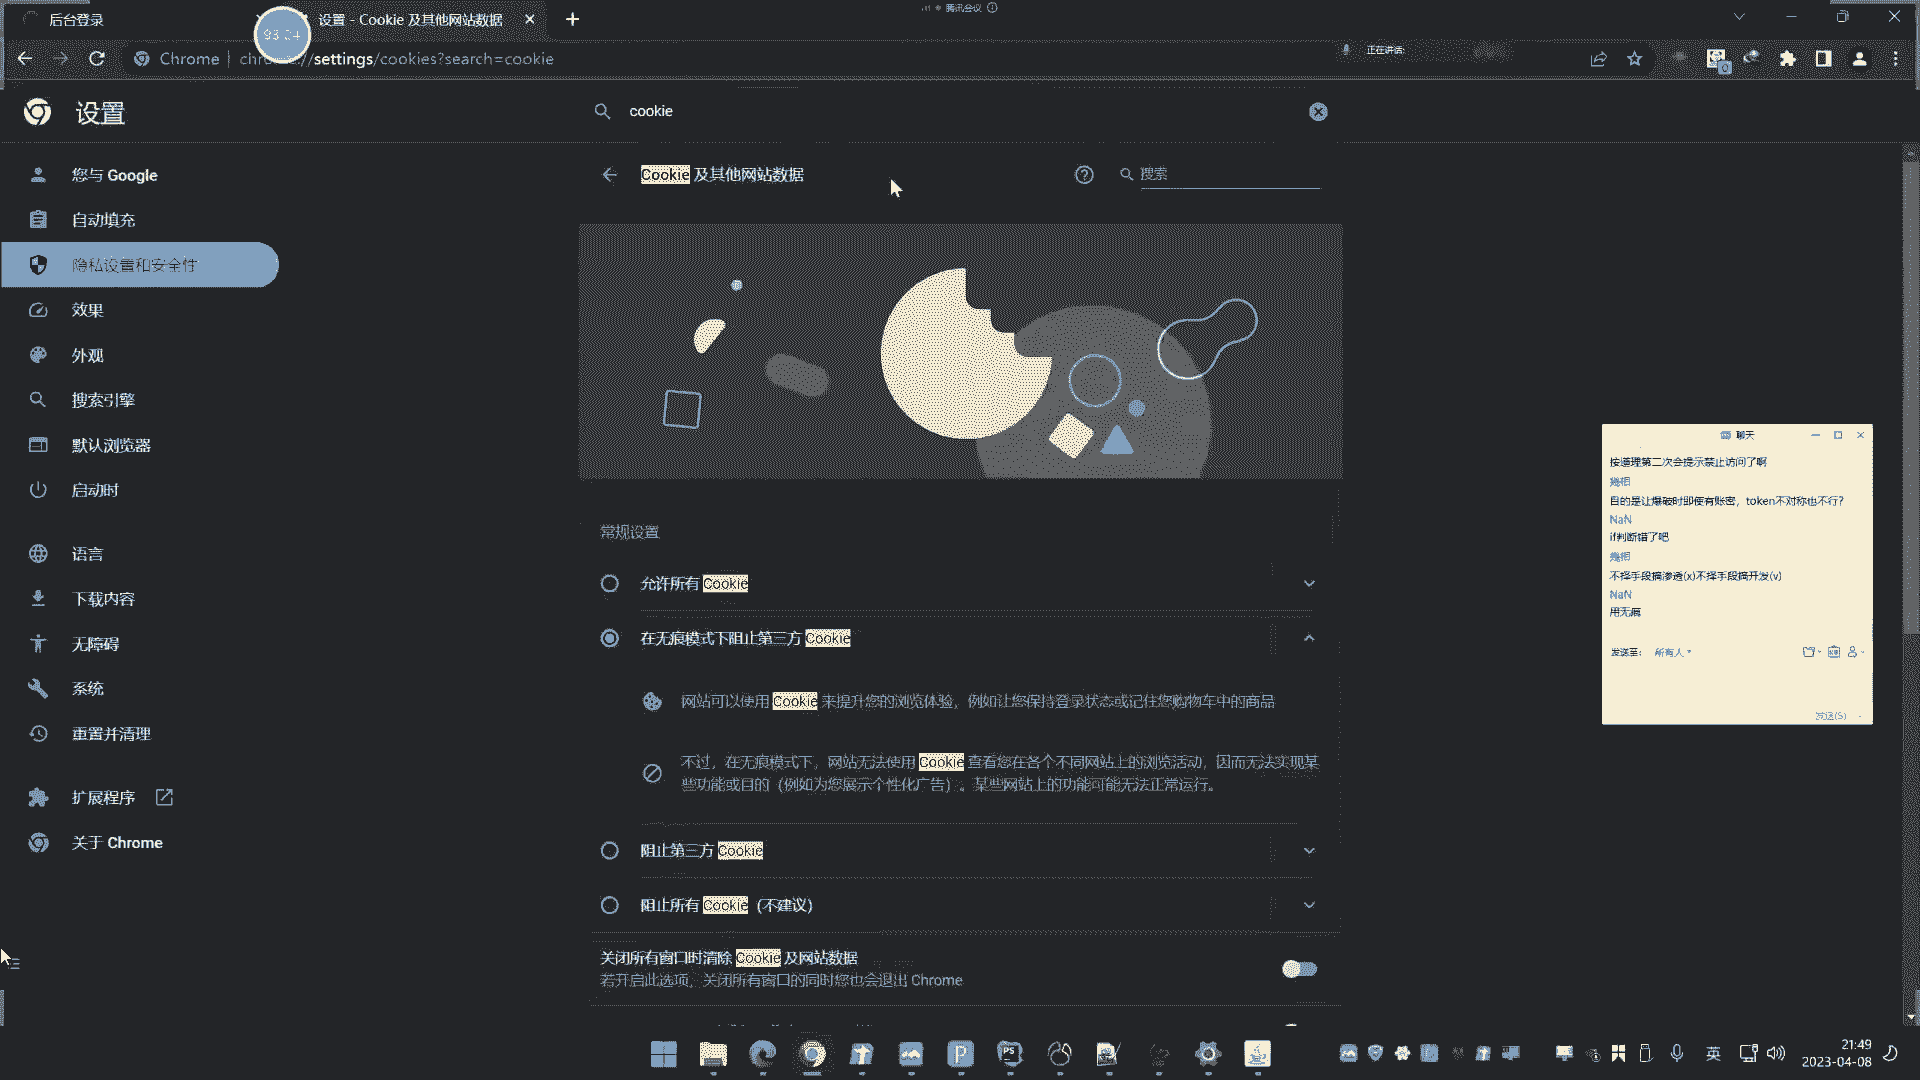 后台登录
设置 - Cookie 及其他网站数据
腾讯会议
93:24
Chrome
settings/cookies?search=cookie
正在讲话:
设置
cookie
Cookie 及其他网站数据
搜索
您与 Google
自动填充
隐私设置和安全性
效果
外观
搜索引擎
默认浏览器
启动时
语言
下载内容
无障碍
系统
重置并清理
扩展程序
关于 Chrome
常规设置
允许所有 Cookie
在无痕模式下阻止第三方 Cookie
网站可以使用 Cookie 来提升您的浏览体验，例如让您保持登录状态或记住您购物车中的商品
不过，在无痕模式下，网站无法使用 Cookie 查看您在各个不同网站上的浏览活动，因而无法实现某
些功能或目的（例如为您展示个性化广告）。某些网站上的功能可能无法正常运行。
阻止第三方 Cookie
阻止所有 Cookie（不建议）
关闭所有窗口时清除 Cookie 及网站数据
若开启此选项，关闭所有窗口的同时您也会退出 Chrome
聊天
按道理第二次会提示禁止访问了啊
目的是让爆破时即使有账密，token不对称也不行?
NaN
if判断错了吧
不择手段搞渗透(x)不择手段搞开发(v)
NaN
用无痕
发送至:
所有人
发送(S)
英
21:49
2023-04-08